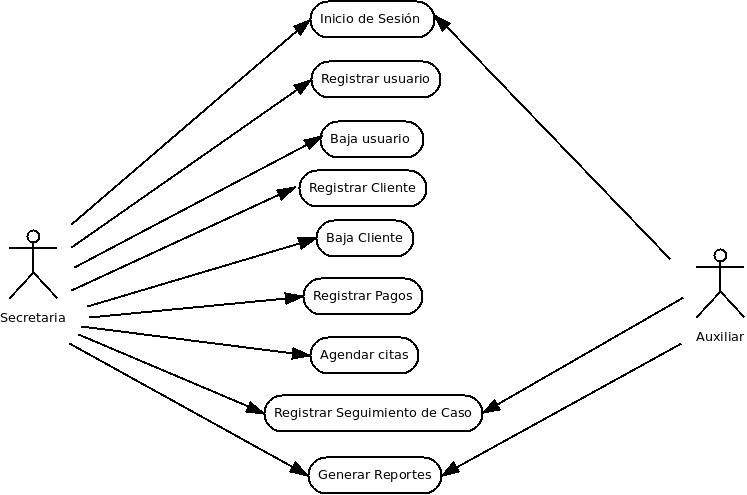 Inicio de Sesión
Registrar usuario
Baja usuario
Registrar Cliente
Baja Cliente
Registrar Pagos
Secretaria
Auxiliar
Agendar citas
Registrar Seguimiento de Caso
Generar Reportes